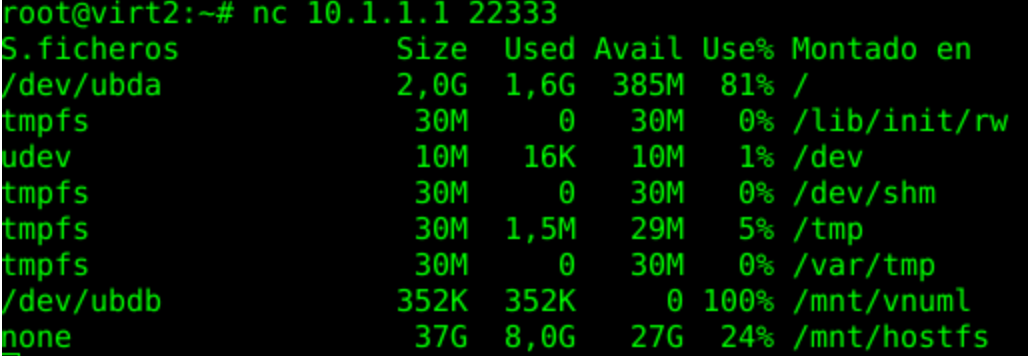 root@virt2:~# nc 10.1.1.1 22333
S.ficheros Size Used Avail Use% Montado en
/dev/ubda 2,0G 1,6G 385M 81% /
tmpfs 30M 0 30M 0% /lib/init/rw
udev 10M 16K 10M 1% /dev
tmpfs 30M 0 30M 0% /dev/shm
tmpfs 30M 1,5M 29M 5% /tmp
tmpfs 30M 0 30M 0% /var/tmp
/dev/ubdb 352K 352K 0 100% /mnt/vnuml
none 37G 8,0G 27G 24% /mnt/hostfs